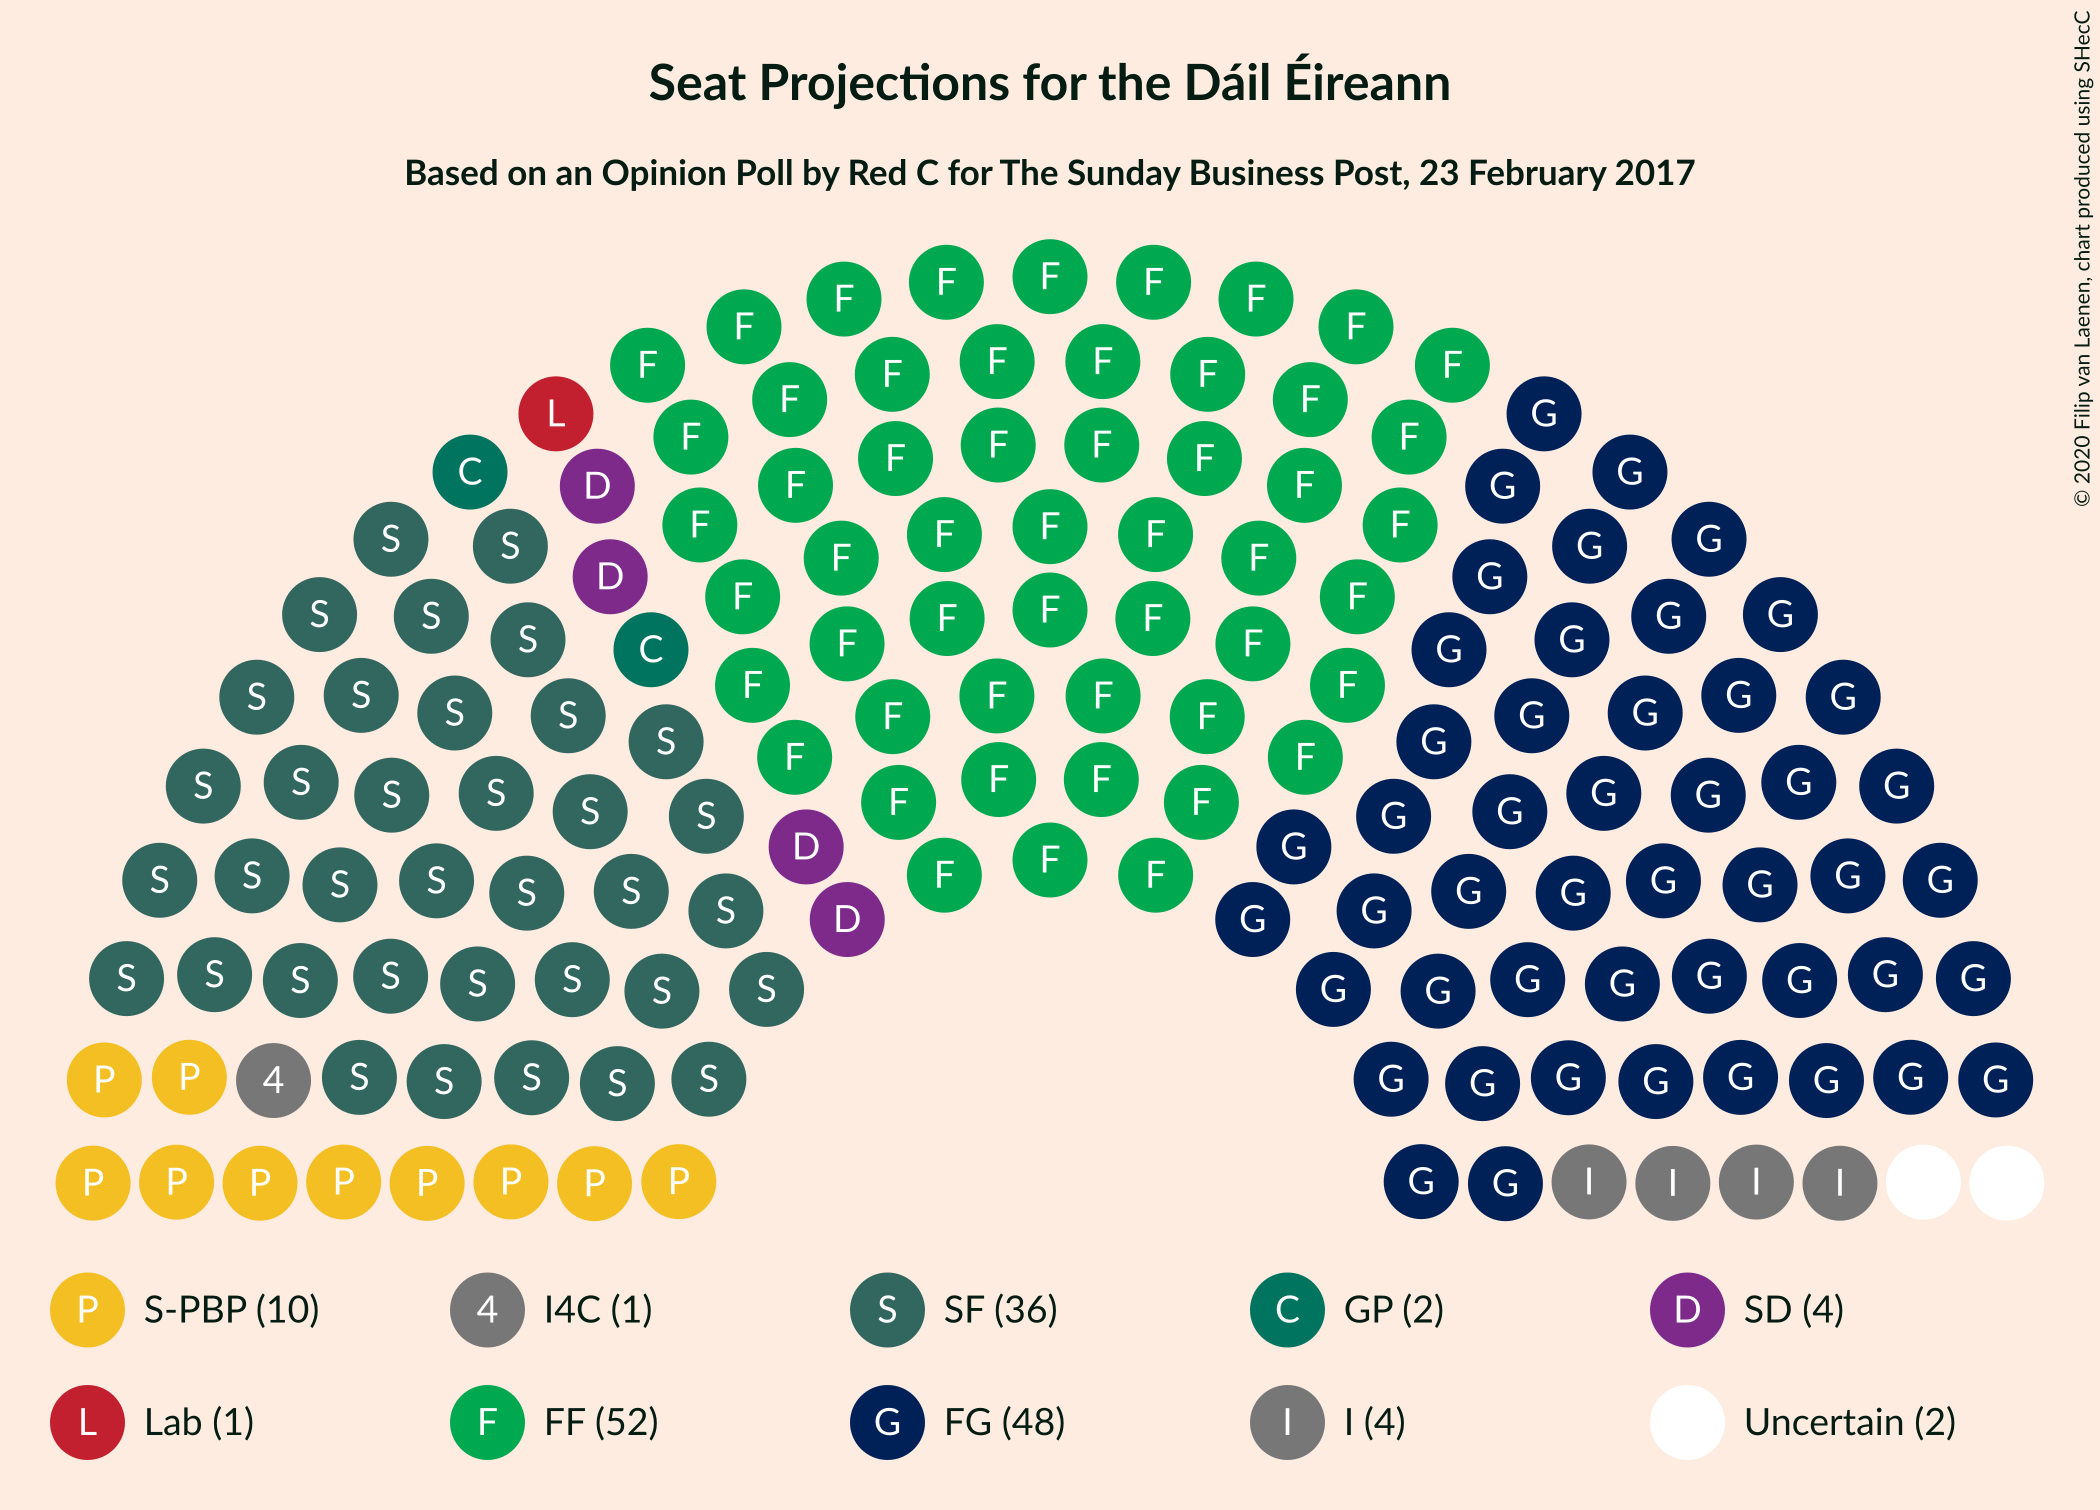 Seat Projections for the Dáil Éireann
Based on an Opinion Poll by Red C for The Sunday Business Post, 23 February 2017
© 2020 Filip van Laenen, chart produced using SHecC
F F F F F F F F F
L F F F F F F F F G
C D F F F F F F G G
S S D F F F F F F F G G G
S S S C F F F F F F F G G G G
S S S S S F F F F F F G G G G G
S S S S S S F F F F F F G G G G G G
S S S S S S S D F F F G G G G G G G
S S S S S S S S D G G G G G G G G G
P P 4 S S S S S G G G G G G G G
P P P P P P P P G G I I I I
P S-PBP (10) 4 I4C (1) S SF (36) C GP (2) D SD (4)
L Lab (1) F FF (52) G FG (48) I I (4) Uncertain (2)